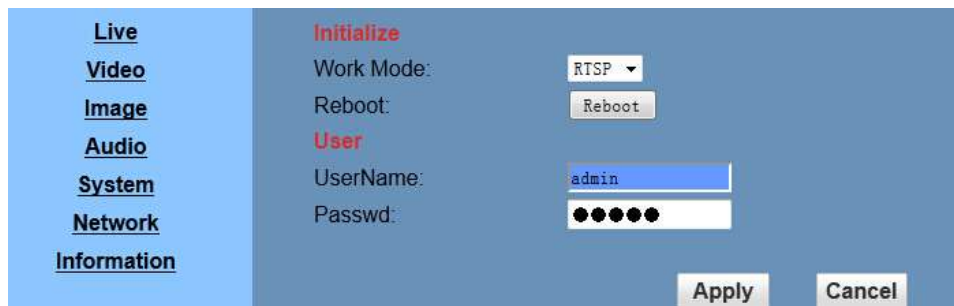 Live
Video
Image
Audio
System
Network
Information
Initialize
Work Mode: RTSP
Reboot: Reboot
User
UserName: admin
Passwd: ●●●●●
Apply Cancel